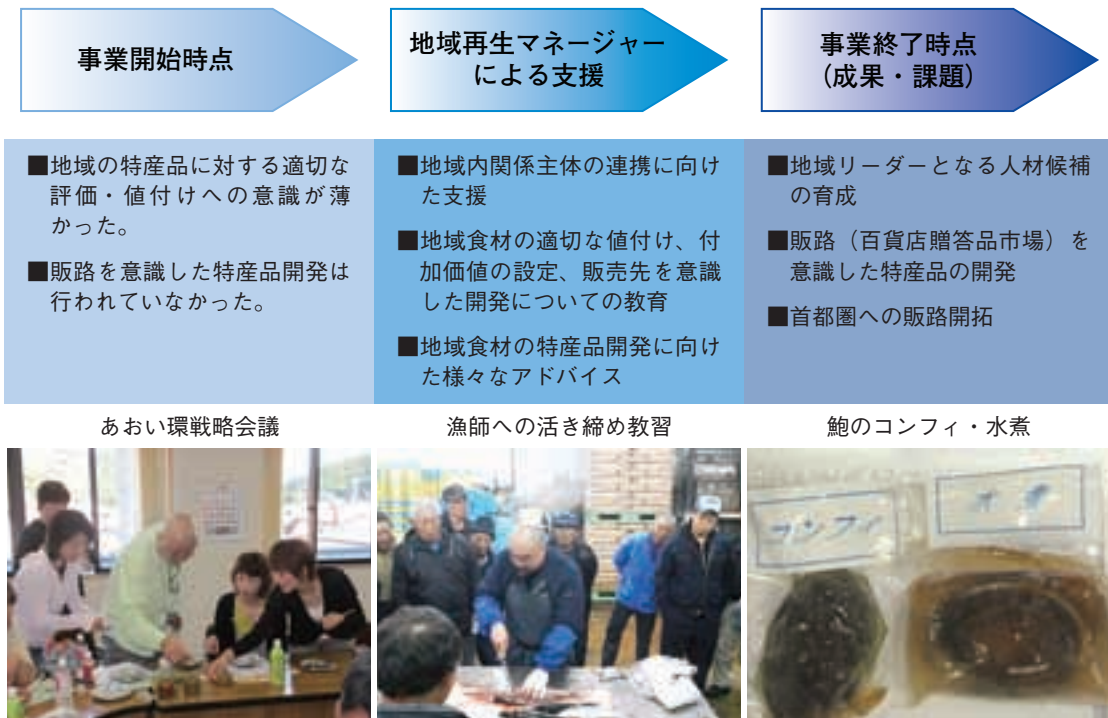 事業開始時点
地域再生マネージャー
による支援
事業終了時点
(成果・課題)
■地域の特産品に対する適切な
評価・値付けへの意識が薄
かった。
■販路を意識した特産品開発は
行われていなかった。
■地域内関係主体の連携に向け
た支援
■地域食材の適切な値付け、付
加価値の設定、販売先を意識
した開発についての教育
■地域食材の特産品開発に向け
た様々なアドバイス
■地域リーダーとなる人材候補
の育成
■販路（百貨店贈答品市場）を
意識した特産品の開発
■首都圏への販路開拓
あおい環戦略会議
漁師への活き締め教習
鮑のコンフィ・水煮
コンフィ
水煮